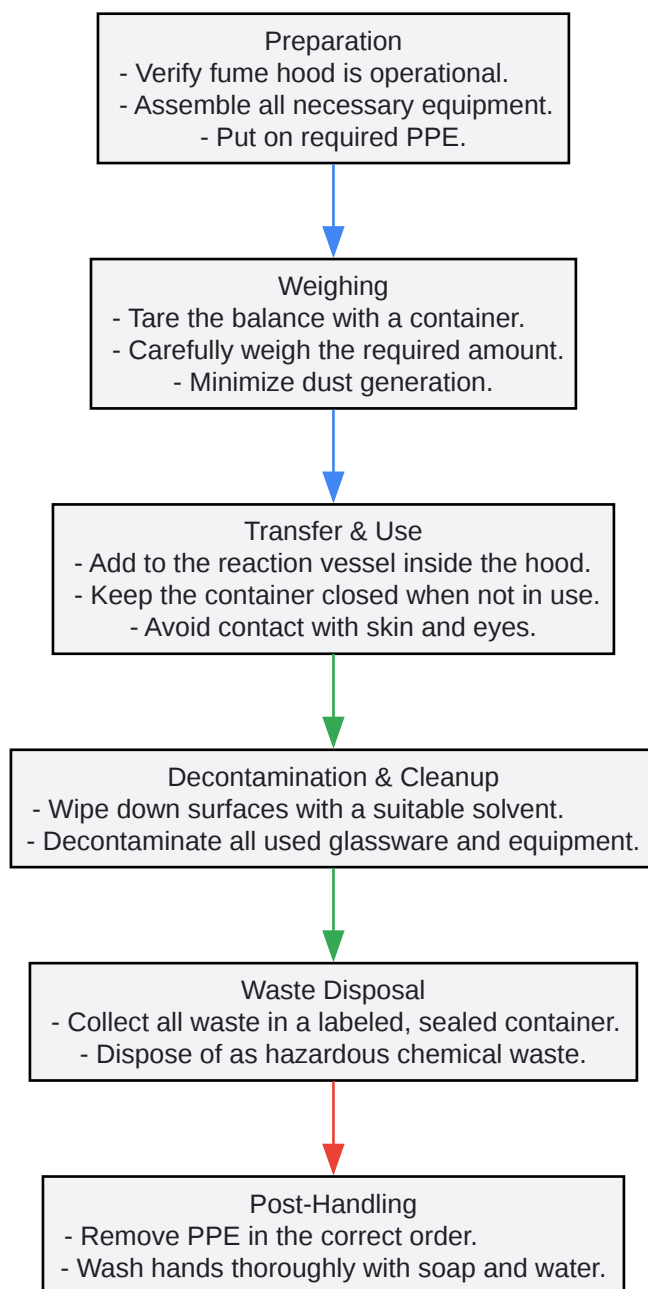 Preparation
- Verify fume hood is operational.
- Assemble all necessary equipment.
- Put on required PPE.
Weighing
- Tare the balance with a container.
- Carefully weigh the required amount.
- Minimize dust generation.
Transfer & Use
- Add to the reaction vessel inside the hood.
- Keep the container closed when not in use.
- Avoid contact with skin and eyes.
Decontamination & Cleanup
- Wipe down surfaces with a suitable solvent.
- Decontaminate all used glassware and equipment.
Waste Disposal
- Collect all waste in a labeled, sealed container.
- Dispose of as hazardous chemical waste.
Post-Handling
- Remove PPE in the correct order.
- Wash hands thoroughly with soap and water.